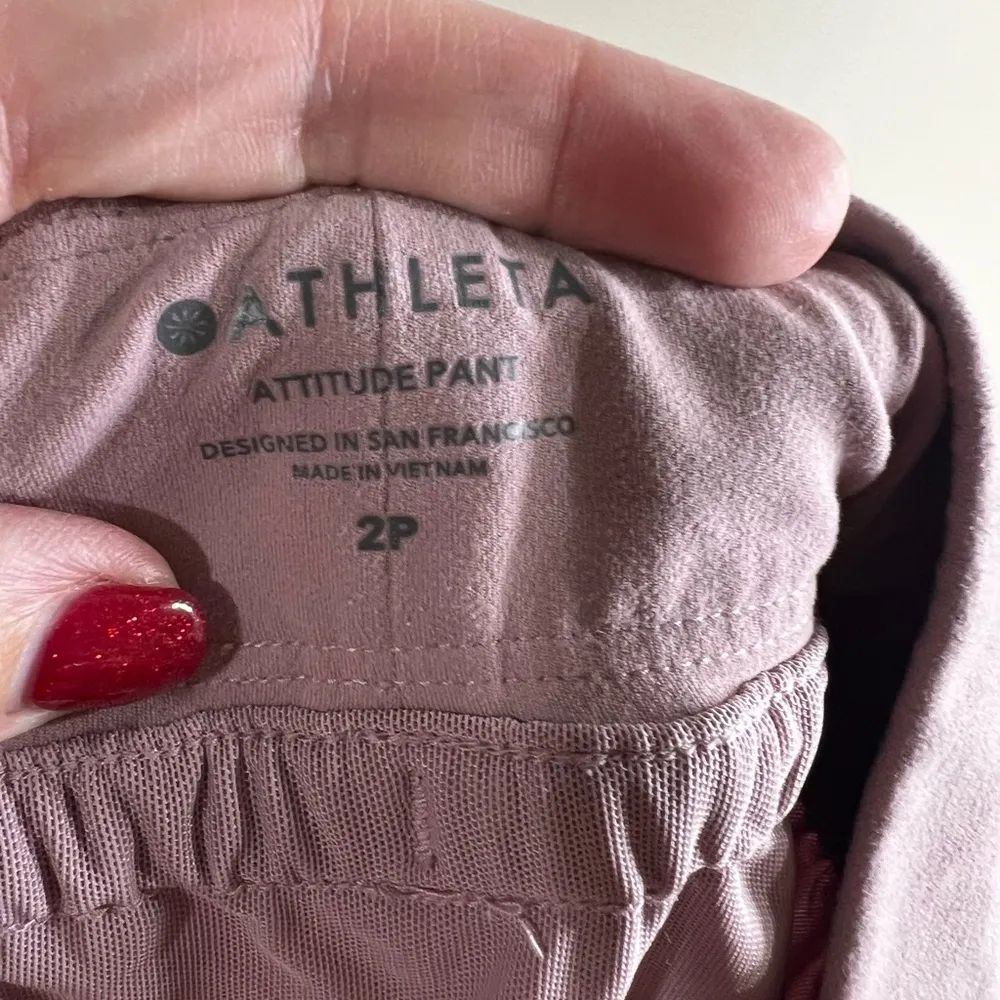 ATHLETA
ATTITUDE PANT
DESIGNED IN SAN FRANCISCO
MADE IN VIETNAM
2P